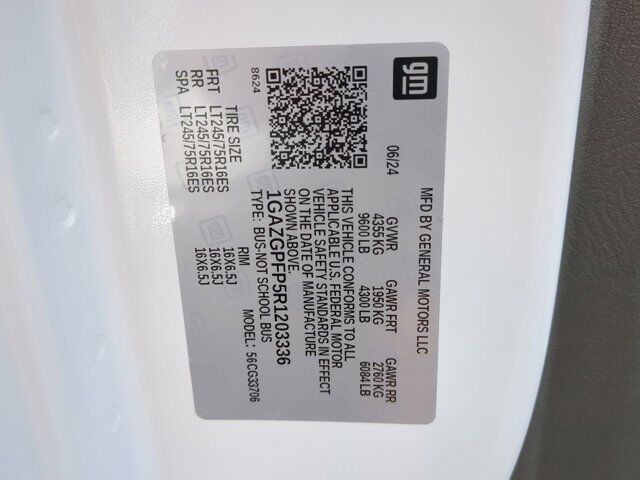 gm
MFD BY GENERAL MOTORS LLC
06/24 GVWR GAWR FRT GAWR RR
4355 KG 1950 KG 2760 KG
9600 LB 4300 LB 6084 LB
THIS VEHICLE CONFORMS TO ALL
APPLICABLE U.S. FEDERAL MOTOR
VEHICLE SAFETY STANDARDS IN EFFECT
ON THE DATE OF MANUFACTURE
SHOWN ABOVE.
1GAZGPFP5R1203336
TYPE: BUS-NOT SCHOOL BUS
MODEL: 56CG33706
8624
TIRE SIZE RIM
FRT LT245/75R16ES 16X6.5J
RR LT245/75R16ES 16X6.5J
SPA LT245/75R16ES 16X6.5J